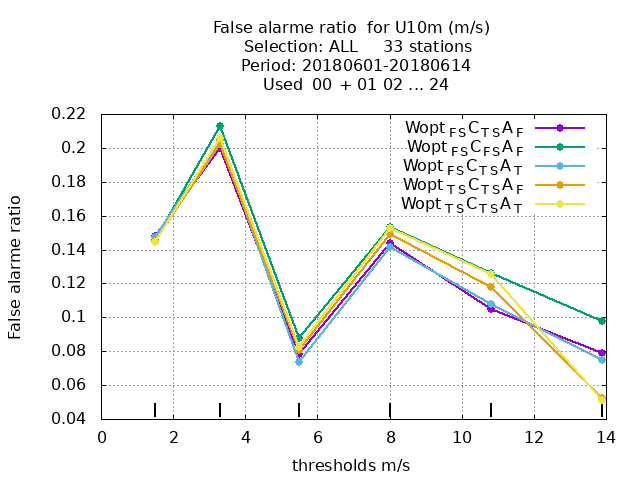 False alarme ratio  for U10m (m/s)
Selection: ALL     33 stations
Period: 20180601-20180614
Used  00 + 01 02 ... 24
Wopt FS C TS A F
Wopt FS C FS A F
Wopt FS C TS A T
Wopt TS C TS A F
Wopt TS C TS A T
False alarme ratio
0.22
0.2
0.18
0.16
0.14
0.12
0.1
0.08
0.06
0.04
0 2 4 6 8 10 12 14
thresholds m/s